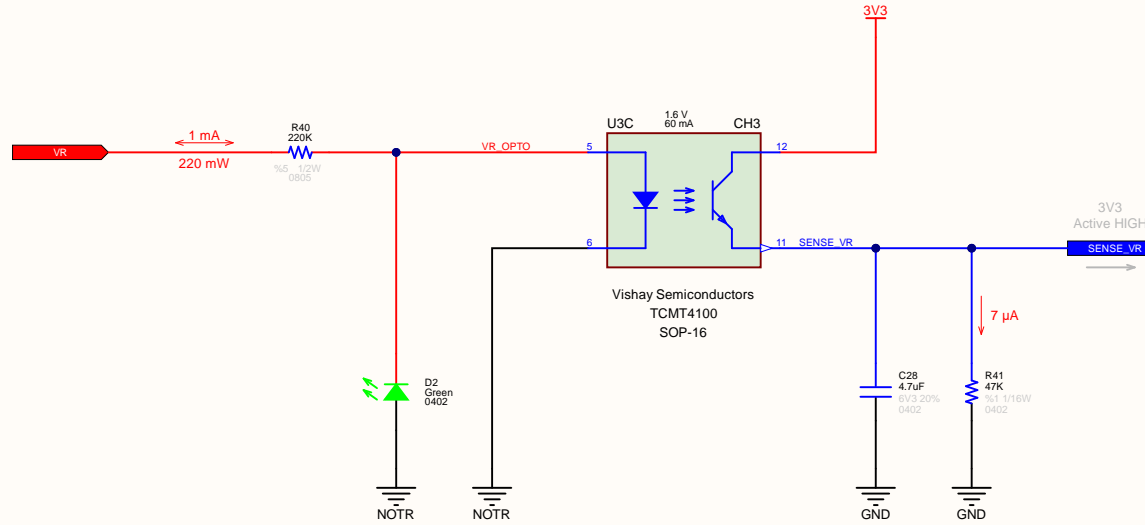 3V3
1.6 V
60 mA
U3C
CH3
1 mA
R40
220K
VR
VR_OPTO
5
12
220 mW
%5 1/2W
0805
3V3
Active HIGH
6
11
SENSE_VR
SENSE_VR
Vishay Semiconductors
TCMT4100
SOP-16
7 µA
D2
Green
0402
C28
4.7uF
6V3 20%
0402
R41
47K
%1 1/16W
0402
NOTR
NOTR
GND
GND